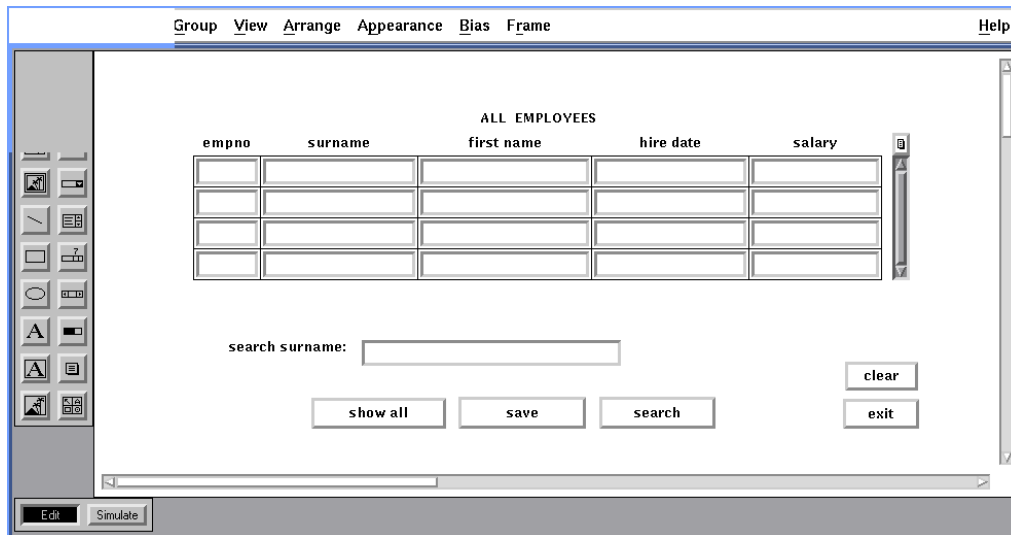 Group View Arrange Appearance Bias Frame Help
ALL EMPLOYEES
empno surname first name hire date salary
7
A
A
A
search surname:
clear
show all save search exit
Edit Simulate